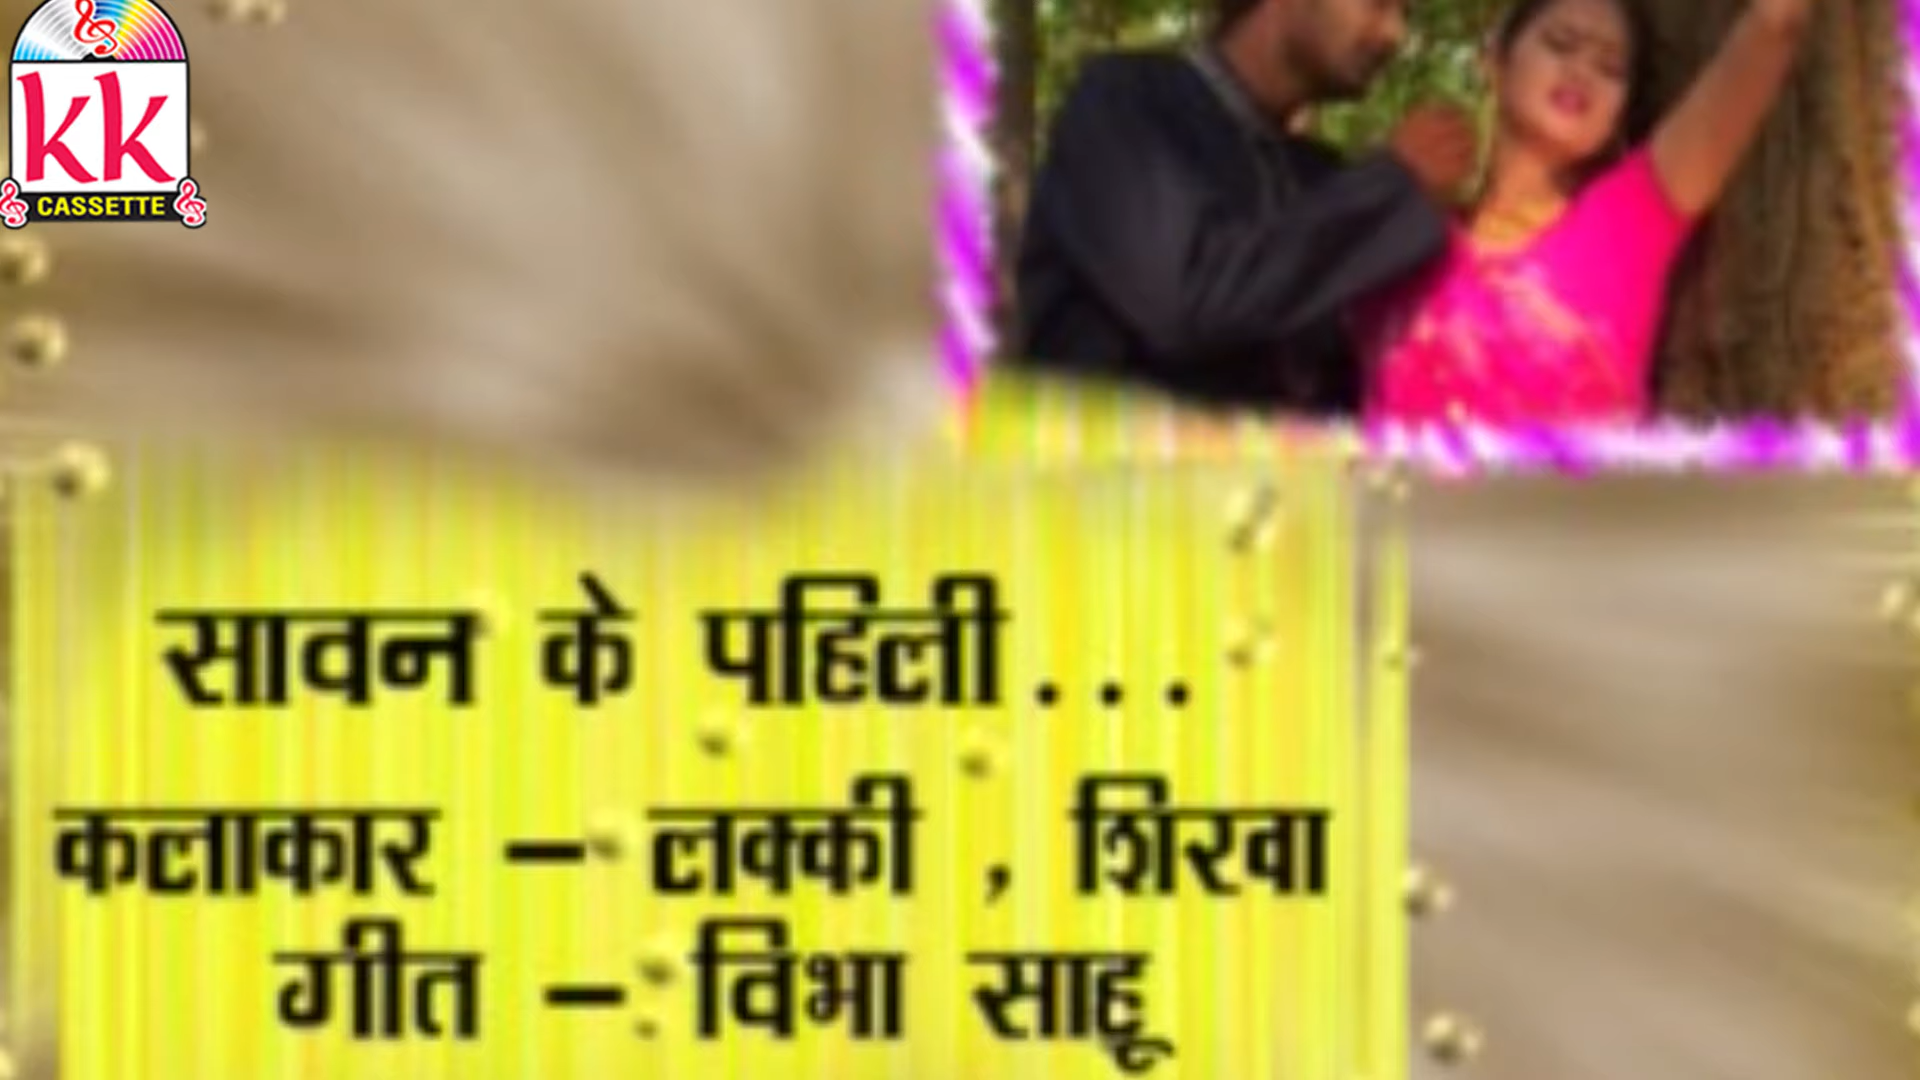 kk
CASSETTE
सावन के पहिली...
कलाकार – लक्की , शिखा
गीत – विभा साहू